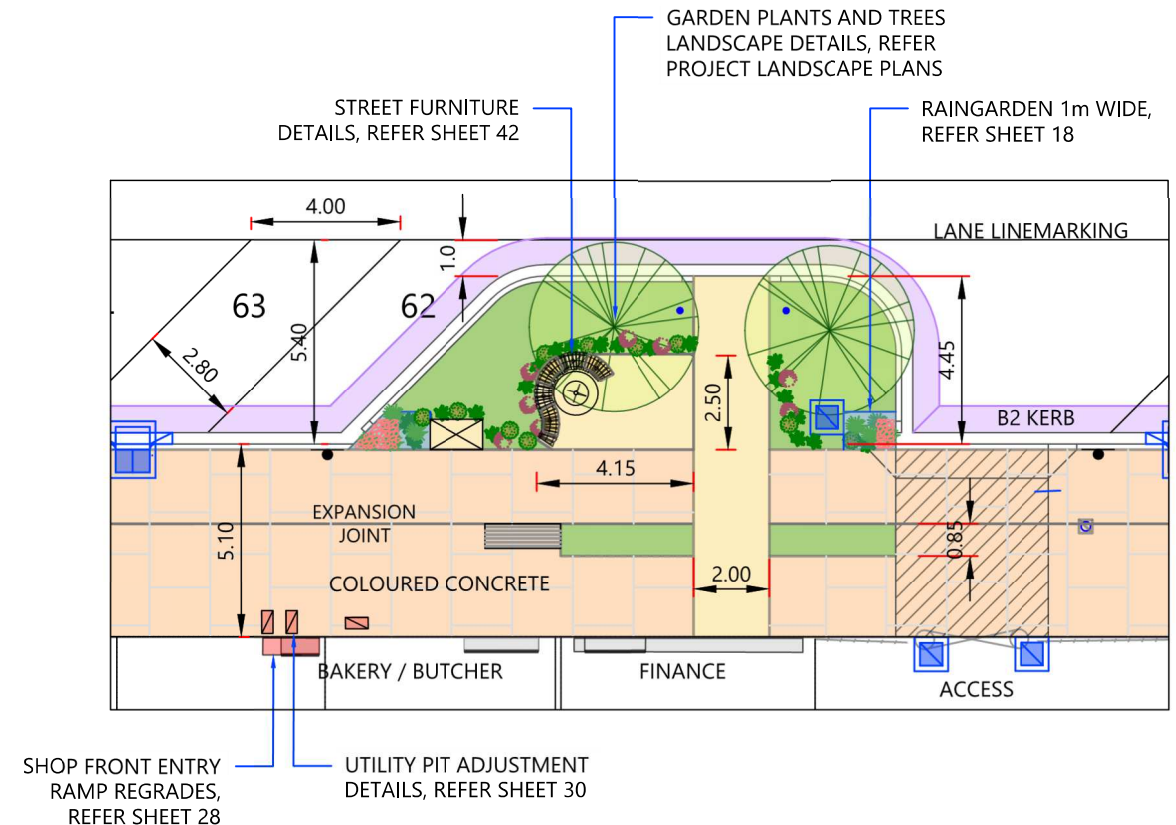 GARDEN PLANTS AND TREES
LANDSCAPE DETAILS, REFER
PROJECT LANDSCAPE PLANS
STREET FURNITURE
DETAILS, REFER SHEET 42
RAINGARDEN 1m WIDE,
REFER SHEET 18
4.00
LANE LINEMARKING
1.0
63
62
5.40
2.80
4.45
2.50
B2 KERB
4.15
EXPANSION
JOINT
5.10
0.85
COLOURED CONCRETE
2.00
BAKERY / BUTCHER
FINANCE
ACCESS
SHOP FRONT ENTRY
RAMP REGRADES,
REFER SHEET 28
UTILITY PIT ADJUSTMENT
DETAILS, REFER SHEET 30